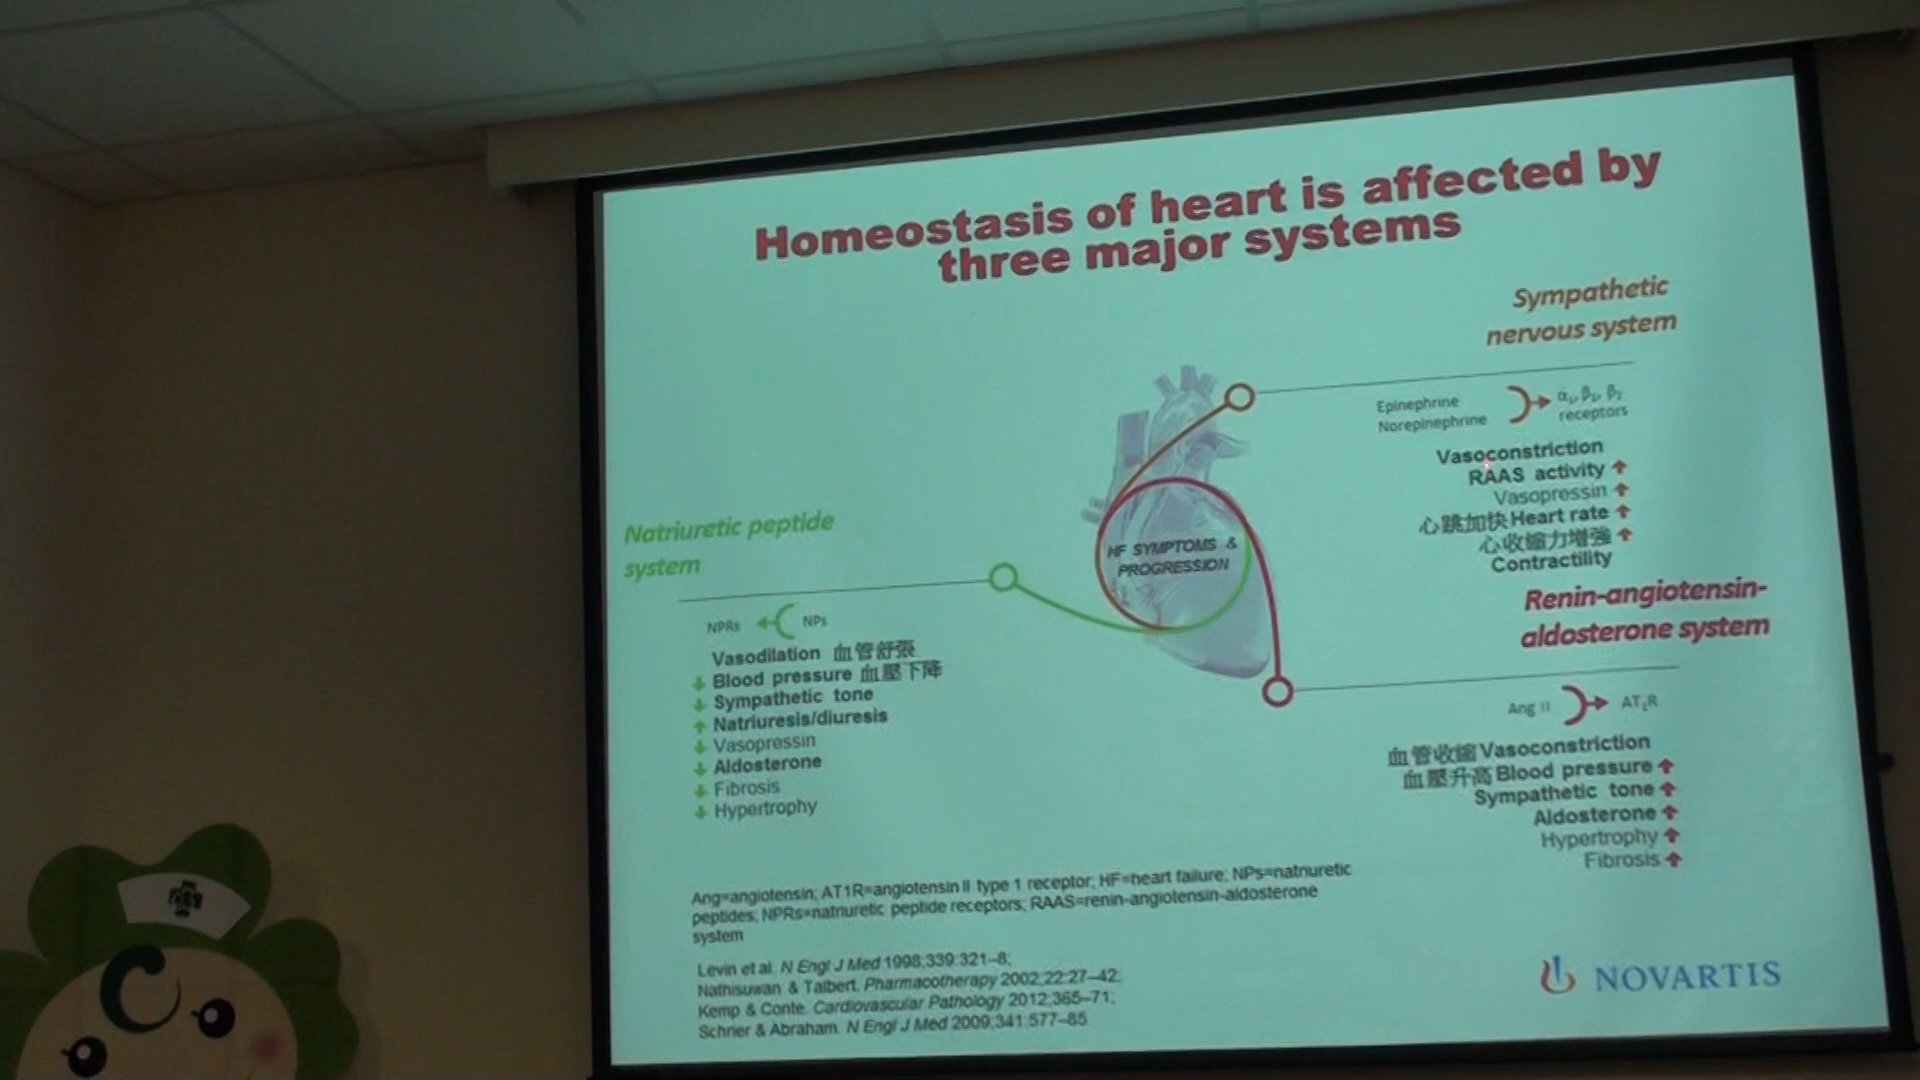 Homeostasis of heart is affected by
three major systems
Sympathetic
nervous system
Epinephrine
Norepinephrine
α₁, β₁, β₂
receptors
Vasoconstriction
RAAS activity
Vasopressin
心跳加快 Heart rate
心收縮力增強
Contractility
Natriuretic peptide
system
NPRs NPs
Vasodilation 血管舒張
Blood pressure 血壓下降
Sympathetic tone
Natriuresis/diuresis
Vasopressin
Aldosterone
Fibrosis
Hypertrophy
HF SYMPTOMS &
PROGRESSION
Renin-angiotensin-
aldosterone system
Ang II AT₁R
血管收縮 Vasoconstriction
血壓升高 Blood pressure
Sympathetic tone
Aldosterone
Hypertrophy
Fibrosis
Ang=angiotensin; AT1R=angiotensin II type 1 receptor; HF=heart failure; NPs=natriuretic
peptides; NPRs=natriuretic peptide receptors; RAAS=renin-angiotensin-aldosterone
system
Levin et al. N Engl J Med 1998;339:321–8;
Nathisuwan & Talbert. Pharmacotherapy 2002;22:27–42;
Kemp & Conte. Cardiovascular Pathology 2012;365–71;
Schrier & Abraham. N Engl J Med 2009;341:577–85
NOVARTIS